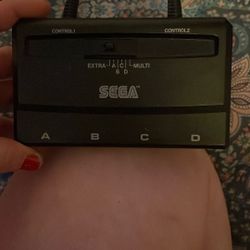 CONTROL1 CONTROL2
EXTRA A C MULTI
B D
SEGA
A B C D